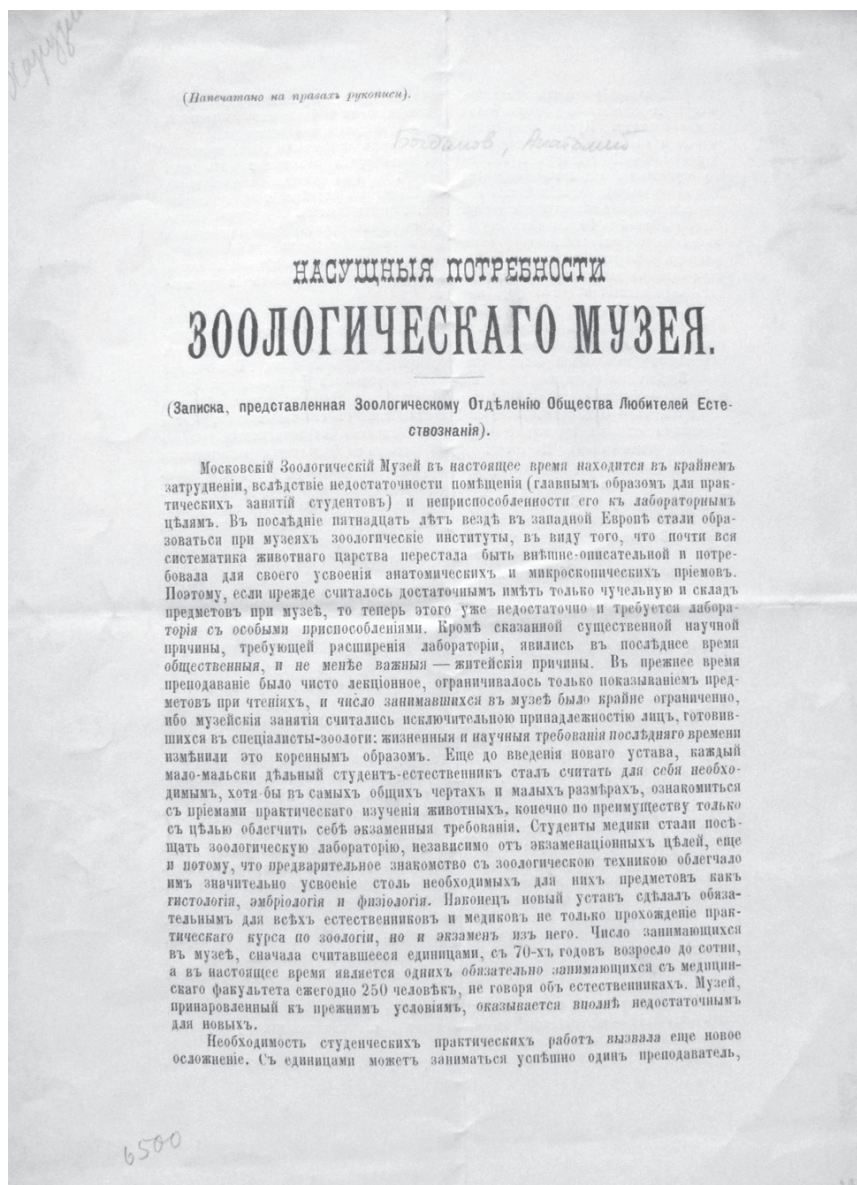 (Напечатано на правахъ рукописи).
Богдановъ, Анатолий
НАСУЩНЫЯ ПОТРЕБНОСТИ
ЗООЛОГИЧЕСКАГО МУЗЕЯ.
(Записка, представленная Зоологическому Отдѣленію Общества Любителей Есте-
ствознанія).
Московскій Зоологическій Музей въ настоящее время находится въ крайнемъ
затрудненіи, вслѣдствіе недостаточности помѣщенія (главнымъ образомъ для прак-
тическихъ занятій студентовъ) и неприспособленности его къ лабораторнымъ
цѣлямъ. Въ послѣдніе пятнадцать лѣтъ вездѣ въ западной Европѣ стали обра-
зоваться при музеяхъ зоологическіе институты, въ виду того, что почти вся
систематика животнаго царства перестала быть внѣшне-описательной и потре-
бовала для своего усвоенія анатомическихъ и микроскопическихъ пріемовъ.
Поэтому, если прежде считалось достаточнымъ имѣть только чучельную и складъ
предметовъ при музеѣ, то теперь этого уже недостаточно и требуется лабора-
торія съ особыми приспособленіями. Кромѣ сказанной существенной научной
причины, требующей расширенія лабораторіи, явились въ послѣднее время
общественныя, и не менѣе важныя — житейскія причины. Въ прежнее время
преподаваніе было чисто лекціонное, ограничивалось только показываніемъ пред-
метовъ при чтеніяхъ, и число занимавшихся въ музеѣ было крайне ограниченно,
ибо музейскія занятія считались исключительною принадлежностію лицъ, готовив-
шихся въ спеціалисты-зоологи: жизненныя и научныя требованія послѣдняго времени
измѣнили это кореннымъ образомъ. Еще до введенія новаго устава, каждый
мало-мальски дѣльный студентъ-естественникъ сталъ считать для себя необхо-
димымъ, хотя-бы въ самыхъ общихъ чертахъ и малыхъ размѣрахъ, ознакомиться
съ пріемами практическаго изученія животныхъ, конечно по преимуществу только
съ цѣлью облегчить себѣ экзаменныя требованія. Студенты медики стали посѣ-
щать зоологическую лабораторію, независимо отъ экзаменаціонныхъ цѣлей, еще
и потому, что предварительное знакомство съ зоологическою техникою облегчало
имъ значительно усвоеніе столь необходимыхъ для нихъ предметовъ какъ
гистологія, эмбріологія и физіологія. Наконецъ новый уставъ сдѣлалъ обяза-
тельнымъ для всѣхъ естественниковъ и медиковъ не только прохожденіе прак-
тическаго курса по зоологіи, но и экзаменъ изъ него. Число занимающихся
въ музеѣ, сначала считавшееся единицами, съ 70-хъ годовъ возросло до сотни,
а въ настоящее время является однихъ обязательно занимающихся съ медицин-
скаго факультета ежегодно 250 человѣкъ, не говоря объ естественникахъ. Музей,
приноровленный къ прежнимъ условіямъ, оказывается вполнѣ недостаточнымъ
для новыхъ.
Необходимость студенческихъ практическихъ работъ вызвала еще новое
осложненіе. Съ единицами можетъ заниматься успѣшно одинъ преподаватель,
6500